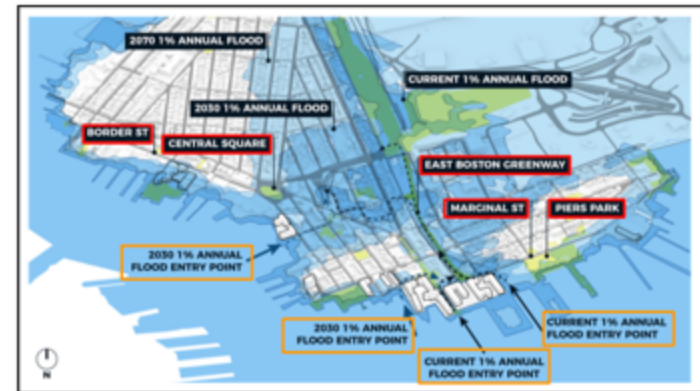 2070 1% ANNUAL FLOOD
CURRENT 1% ANNUAL FLOOD
2030 1% ANNUAL FLOOD
BORDER ST
CENTRAL SQUARE
EAST BOSTON GREENWAY
MARGINAL ST
PIERS PARK
2030 1% ANNUAL
FLOOD ENTRY POINT
2030 1% ANNUAL
FLOOD ENTRY POINT
CURRENT 1% ANNUAL
FLOOD ENTRY POINT
CURRENT 1% ANNUAL
FLOOD ENTRY POINT
N